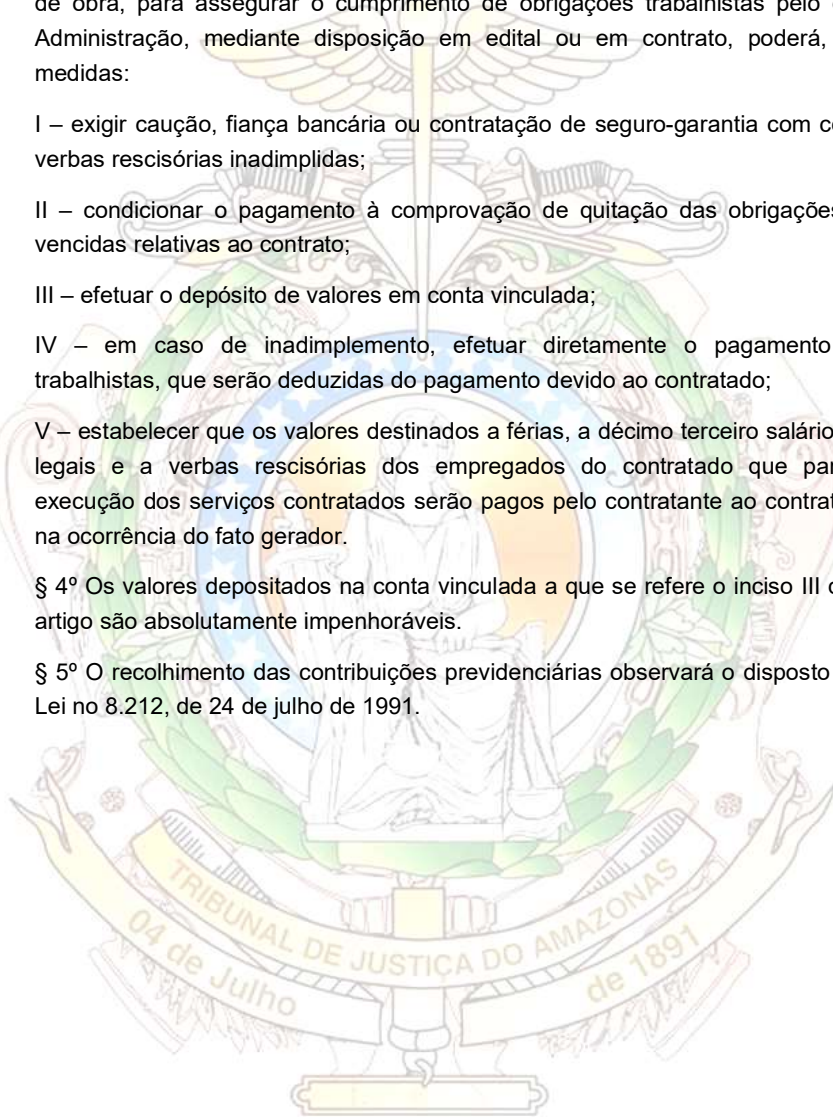 de obra, para assegurar o cumprimento de obrigações trabalhistas pelo
Administração, mediante disposição em edital ou em contrato, poderá,
medidas:
I – exigir caução, fiança bancária ou contratação de seguro-garantia com
verbas rescisórias inadimplidas;
II – condicionar o pagamento à comprovação de quitação das obrigações
vencidas relativas ao contrato;
III – efetuar o depósito de valores em conta vinculada;
IV – em caso de inadimplemento, efetuar diretamente o pagamento
trabalhistas, que serão deduzidas do pagamento devido ao contratado;
V – estabelecer que os valores destinados a férias, a décimo terceiro salário
legais e a verbas rescisórias dos empregados do contratado que
execução dos serviços contratados serão pagos pelo contratante ao
na ocorrência do fato gerador.
§ 4º Os valores depositados na conta vinculada a que se refere o inciso III
artigo são absolutamente impenhoráveis.
§ 5º O recolhimento das contribuições previdenciárias observará o disposto
Lei no 8.212, de 24 de julho de 1991.
TRIBUNAL DE JUSTIÇA DO AMAZONAS
04 de Julho de 1891